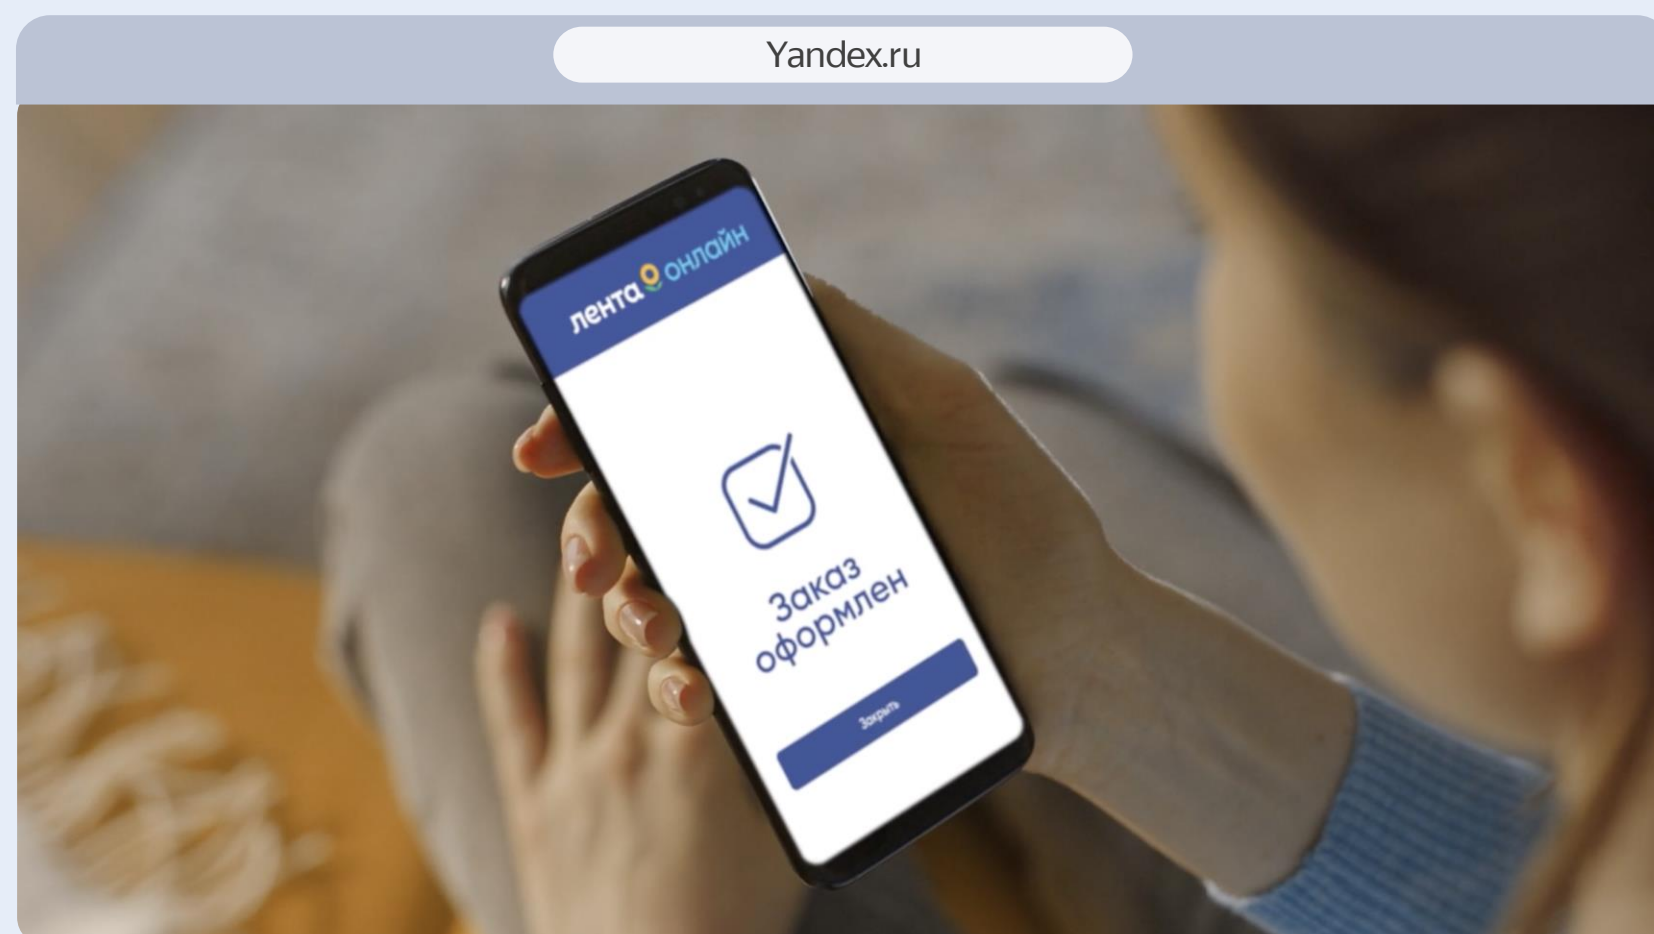 Yandex.ru
лента онлайн
Заказ
оформлен
Закрыть